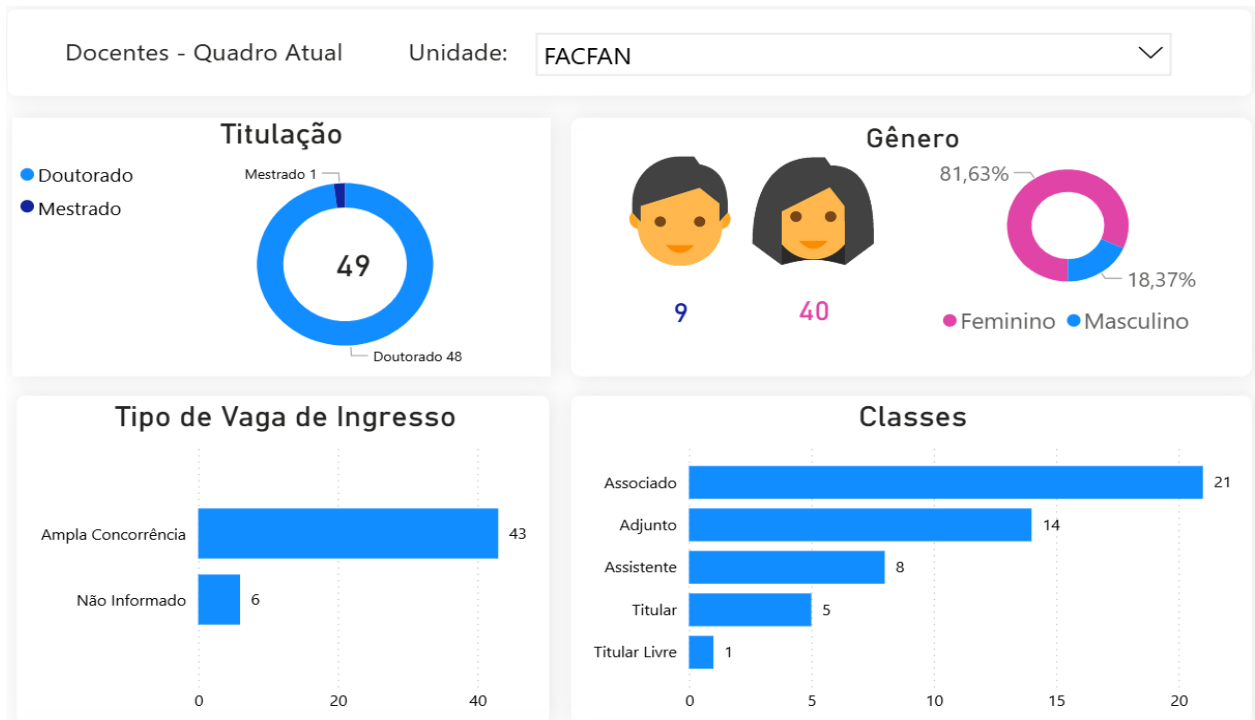 Docentes - Quadro Atual
Unidade:
FACFAN
Titulação
Doutorado
Mestrado
Mestrado 1
49
Doutorado 48
Gênero
9
40
81,63%
18,37%
Feminino
Masculino
Tipo de Vaga de Ingresso
Ampla Concorrência
43
Não Informado
6
0
20
40
Classes
Associado
21
Adjunto
14
Assistente
8
Titular
5
Titular Livre
1
0
5
10
15
20